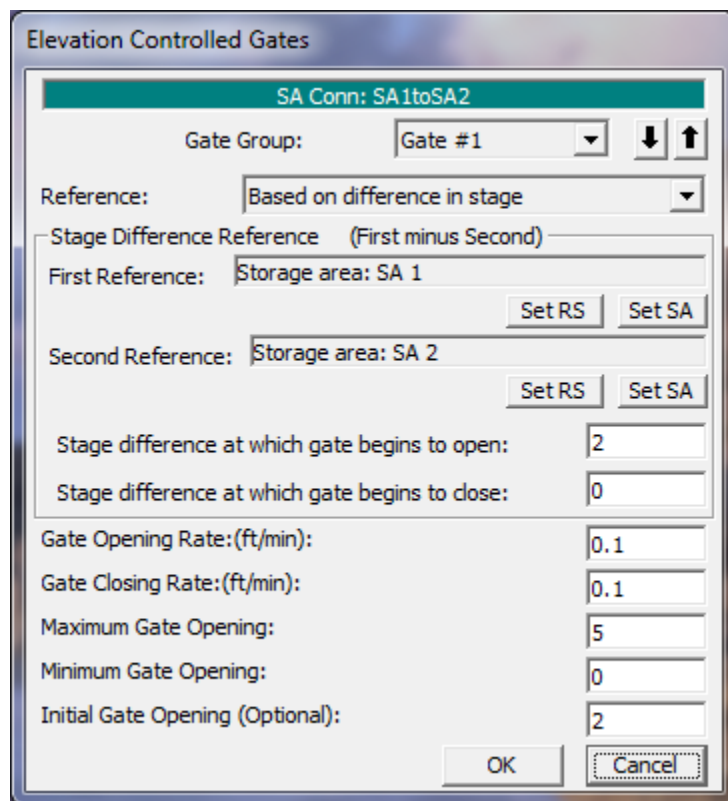 Elevation Controlled Gates
SA Conn: SA1toSA2
Gate Group: Gate #1
Reference: Based on difference in stage
Stage Difference Reference (First minus Second)
First Reference: Storage area: SA 1
Set RS Set SA
Second Reference: Storage area: SA 2
Set RS Set SA
Stage difference at which gate begins to open: 2
Stage difference at which gate begins to close: 0
Gate Opening Rate:(ft/min): 0.1
Gate Closing Rate:(ft/min): 0.1
Maximum Gate Opening: 5
Minimum Gate Opening: 0
Initial Gate Opening (Optional): 2
OK Cancel